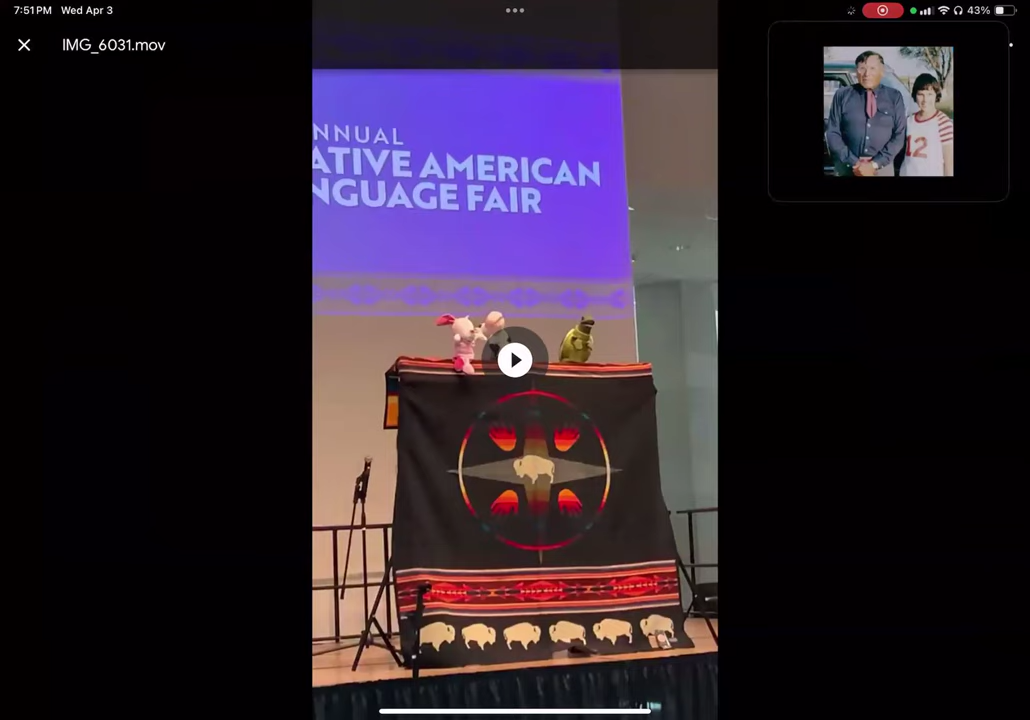 7:51 PM Wed Apr 3
43%
IMG_6031.mov
NNUAL
ATIVE AMERICAN
NGUAGE FAIR
12